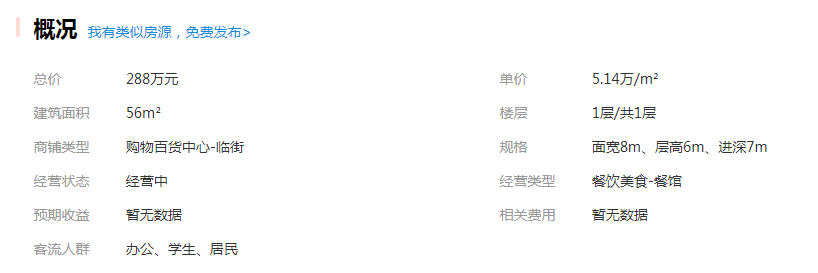 概况 我有类似房源，免费发布>
总价 288万元 单价 5.14万/m²
建筑面积 56m² 楼层 1层/共1层
商铺类型 购物百货中心-临街 规格 面宽8m、层高6m、进深7m
经营状态 经营中 经营类型 餐饮美食-餐馆
预期收益 暂无数据 相关费用 暂无数据
客流人群 办公、学生、居民